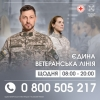 ЄДИНА
ВЕТЕРАНСЬКА ЛІНІЯ
ЩОДНЯ | 08:00 - 20:00
0 800 505 217